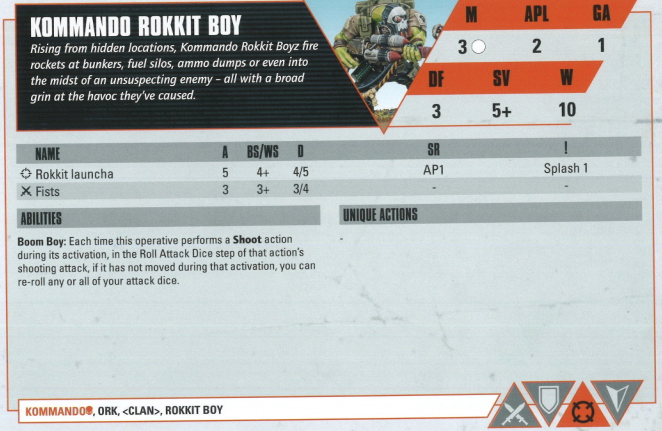 KOMMANDO ROKKIT BOY
Rising from hidden locations, Kommando Rokkit Boyz fire
rockets at bunkers, fuel silos, ammo dumps or even into
the midst of an unsuspecting enemy – all with a broad
grin at the havoc they've caused.
M APL GA
3 2 1
DF SV W
3 5+ 10
NAME A BS/WS D SR !
Rokkit launcha 5 4+ 4/5 AP1 Splash 1
Fists 3 3+ 3/4 - -
ABILITIES
Boom Boy: Each time this operative performs a Shoot action
during its activation, in the Roll Attack Dice step of that action's
shooting attack, if it has not moved during that activation, you can
re-roll any or all of your attack dice.
UNIQUE ACTIONS
-
KOMMANDO, ORK, <CLAN>, ROKKIT BOY